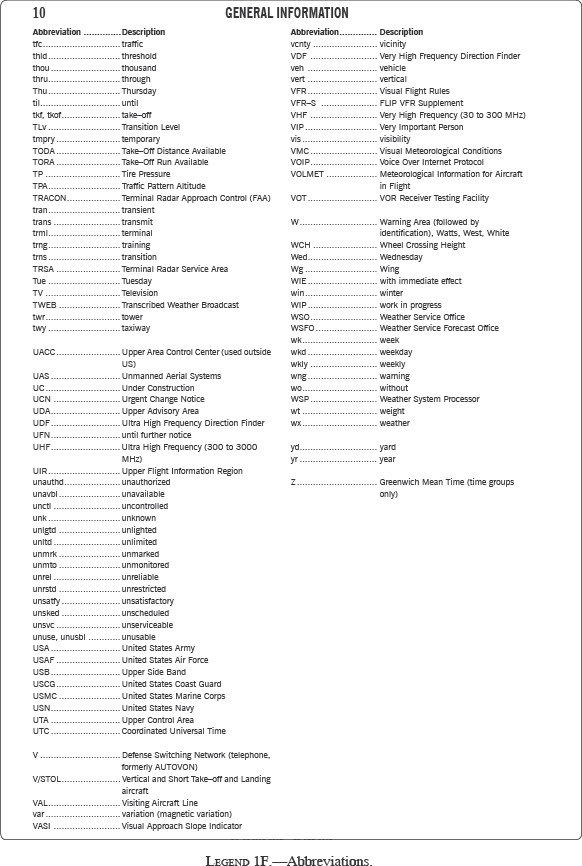 10 GENERAL INFORMATION
Abbreviation ..............Description
tfc..............................traffic
thld ...........................threshold
thou ..........................thousand
thru...........................through
Thu ...........................Thursday
til..............................until
tkf, tkof.....................take–off
TLv ...........................Transition Level
tmpry .......................temporary
TODA .......................Take–Off Distance Available
TORA .......................Take–Off Run Available
TP ............................Tire Pressure
TPA...........................Traffic Pattern Altitude
TRACON....................Terminal Radar Approach Control (FAA)
tran...........................transient
trans .........................transmit
trml...........................terminal
trng...........................training
trns ...........................transition
TRSA ........................Terminal Radar Service Area
Tue ...........................Tuesday
TV ............................Television
TWEB .......................Transcribed Weather Broadcast
twr............................tower
twy ...........................taxiway
UACC........................Upper Area Control Center (used outside
US)
UAS ..........................Unmanned Aerial Systems
UC ............................Under Construction
UCN ..........................Urgent Change Notice
UDA..........................Upper Advisory Area
UDF ..........................Ultra High Frequency Direction Finder
UFN..........................until further notice
UHF..........................Ultra High Frequency (300 to 3000
MHz)
UIR...........................Upper Flight Information Region
unauthd....................unauthorized
unavbl ......................unavailable
unctl ........................uncontrolled
unk ..........................unknown
unlgtd ......................unlighted
unltd ........................unlimited
unmrk ......................unmarked
unmto ......................unmonitored
unrel ........................unreliable
unrstd ......................unrestricted
unsatfy .....................unsatisfactory
unsked .....................unscheduled
unsvc .......................unserviceable
unuse, unusbl ...........unusable
USA ..........................United States Army
USAF ........................United States Air Force
USB ..........................Upper Side Band
USCG........................United States Coast Guard
USMC .......................United States Marine Corps
USN..........................United States Navy
UTA ..........................Upper Control Area
UTC ..........................Coordinated Universal Time
V ..............................Defense Switching Network (telephone,
formerly AUTOVON)
V/STOL.....................Vertical and Short Take–off and Landing
aircraft
VAL...........................Visiting Aircraft Line
var ............................variation (magnetic variation)
VASI .........................Visual Approach Slope Indicator
Abbreviation.............. Description
vcnty ........................ vicinity
VDF .......................... Very High Frequency Direction Finder
veh ........................... vehicle
vert ........................... vertical
VFR........................... Visual Flight Rules
VFR–S ...................... FLIP VFR Supplement
VHF .......................... Very High Frequency (30 to 300 MHz)
VIP............................ Very Important Person
vis ............................ visibility
VMC .......................... Visual Meteorological Conditions
VOIP......................... Voice Over Internet Protocol
VOLMET ................... Meteorological Information for Aircraft
in Flight
VOT .......................... VOR Receiver Testing Facility
W.............................. Warning Area (followed by
identification), Watts, West, White
WCH ......................... Wheel Crossing Height
Wed.......................... Wednesday
Wg ............................ Wing
WIE........................... with immediate effect
win............................ winter
WIP........................... work in progress
WSO.......................... Weather Service Office
WSFO........................ Weather Service Forecast Office
wk............................. week
wkd .......................... weekday
wkly .......................... weekly
wng........................... warning
wo............................. without
WSP .......................... Weather System Processor
wt ............................. weight
wx............................. weather
yd.............................. yard
yr .............................. year
Z............................... Greenwich Mean Time (time groups
only)
LEGEND 1F.—Abbreviations.